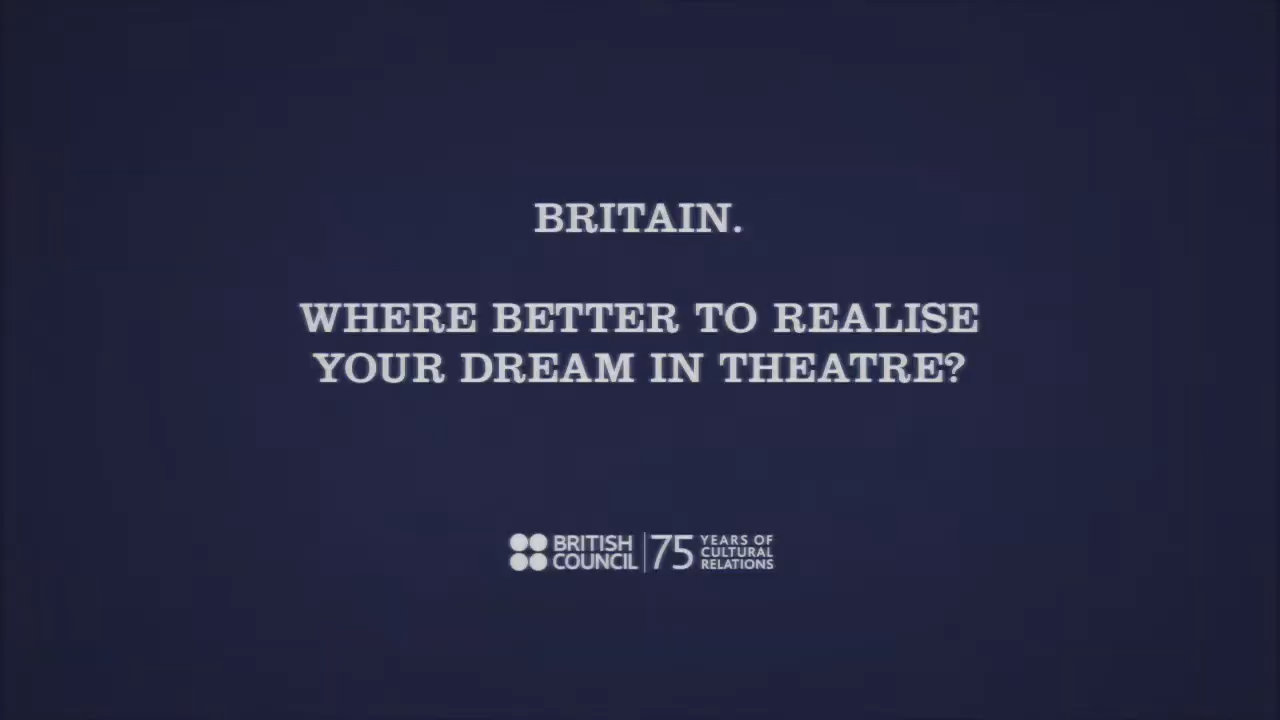 BRITAIN.
WHERE BETTER TO REALISE
YOUR DREAM IN THEATRE?
BRITISH COUNCIL
75
YEARS OF CULTURAL RELATIONS